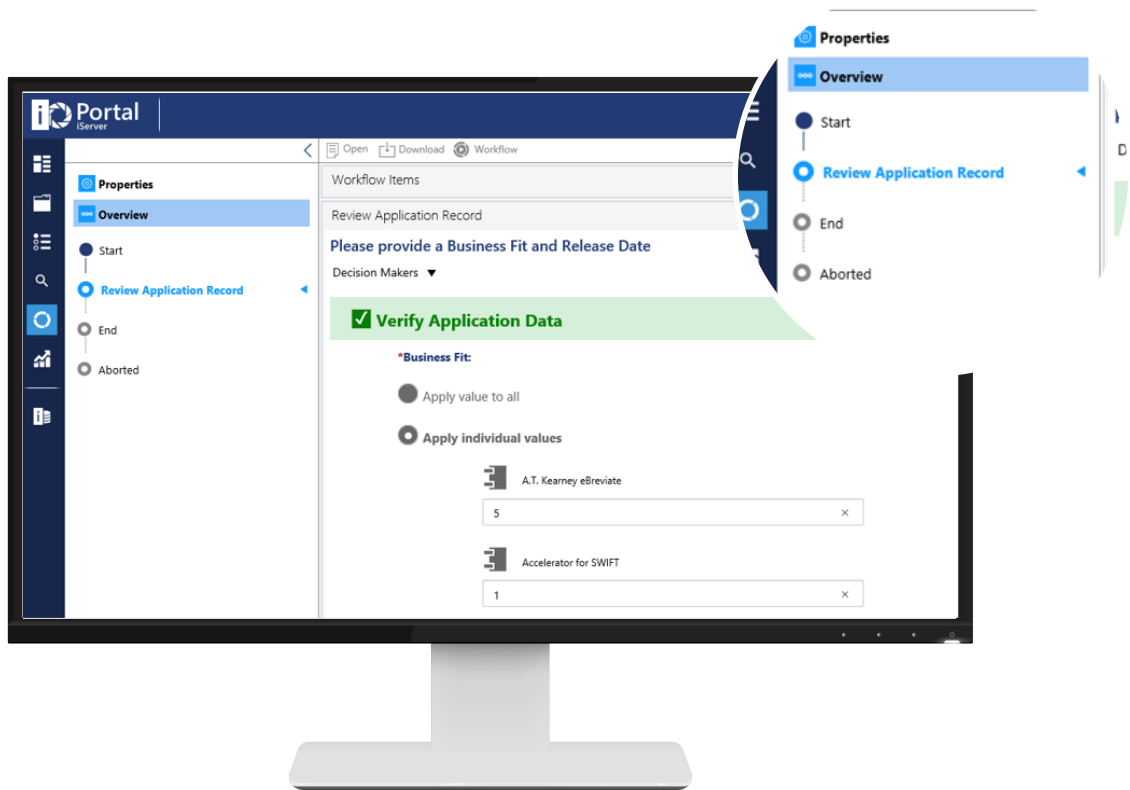 Portal
iServer
Open Download Workflow
Properties
Overview
Start
Review Application Record
End
Aborted
Workflow Items
Review Application Record
Please provide a Business Fit and Release Date
Decision Makers ▼
Verify Application Data
*Business Fit:
Apply value to all
Apply individual values
A.T. Kearney eBreviate
5 ×
Accelerator for SWIFT
1 ×
Properties
Overview
Start
Review Application Record
End
Aborted
D